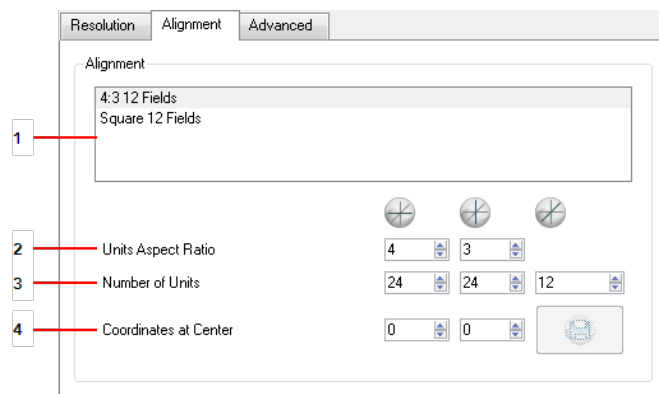 Resolution Alignment Advanced
Alignment
4:3 12 Fields
Square 12 Fields
1
2 Units Aspect Ratio 4 3
3 Number of Units 24 24 12
4 Coordinates at Center 0 0